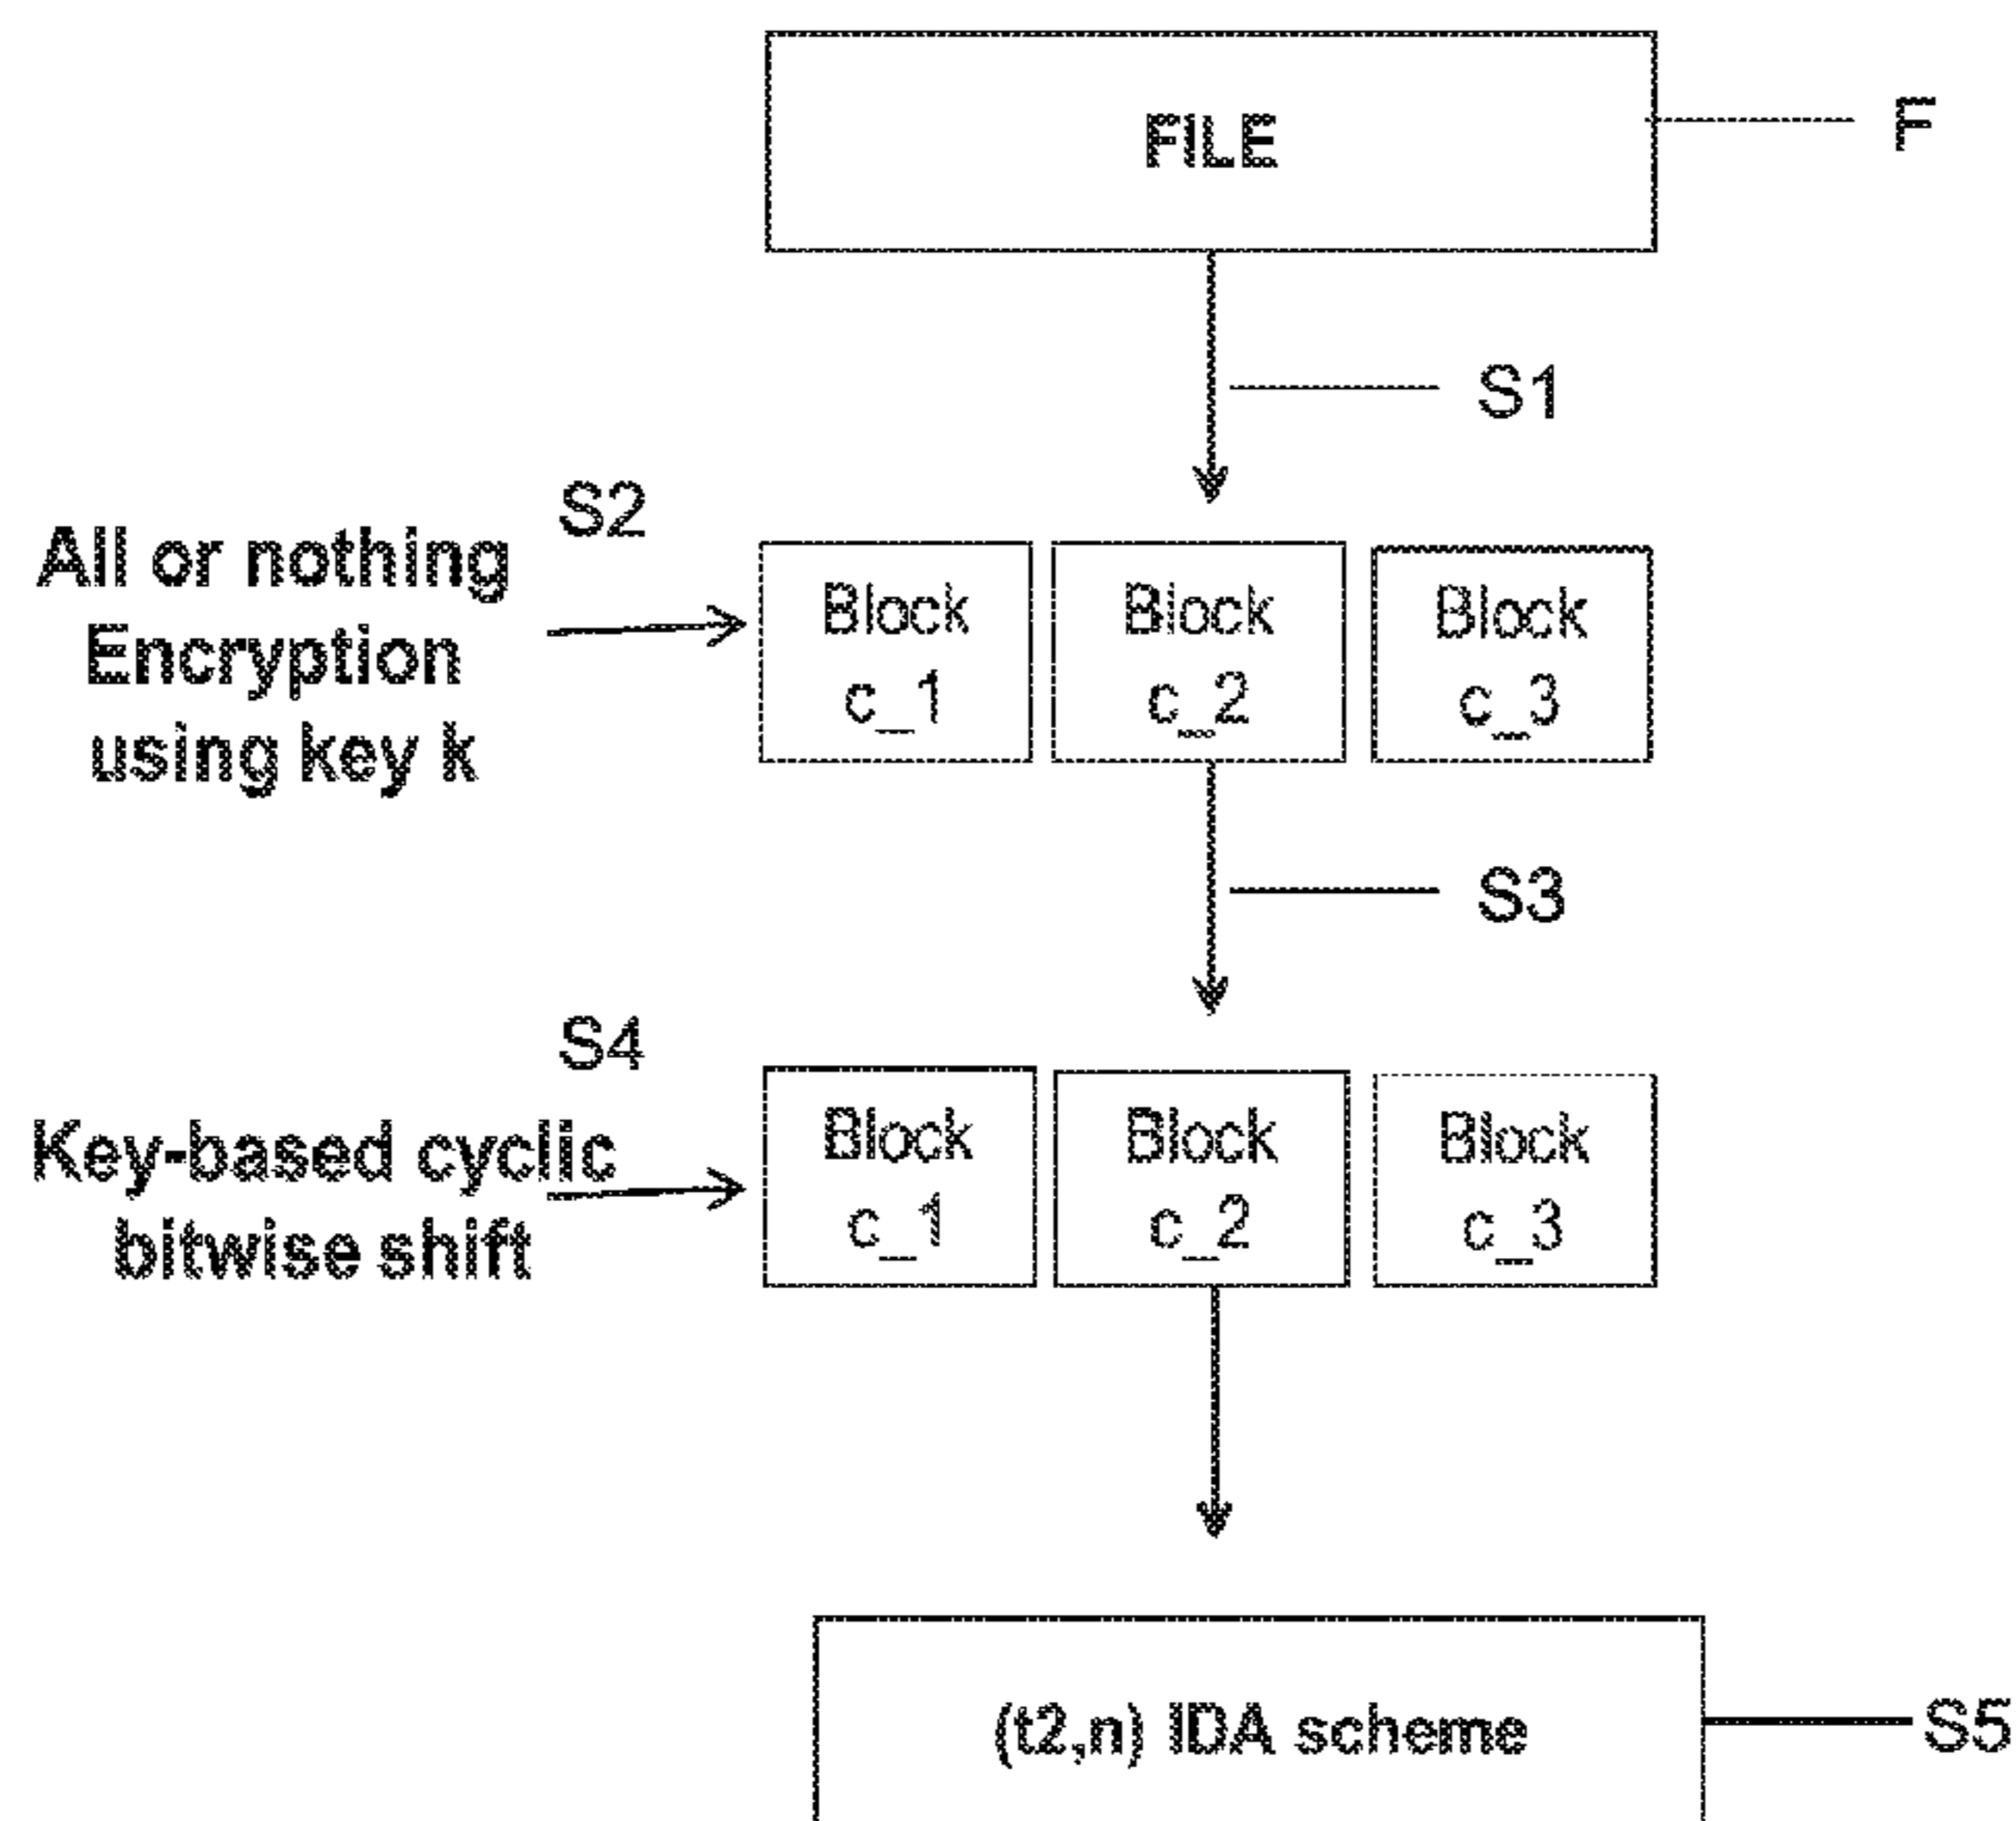 FILE
F
S1
S2
All or nothing
Encryption
using key k
Block
c_1
Block
c_2
Block
c_3
S3
S4
Key-based cyclic
bitwise shift
Block
c_1
Block
c_2
Block
c_3
(t2,n) IDA scheme
S5